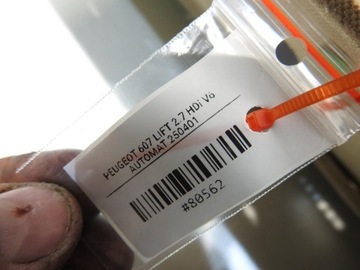 PEUGEOT 607 LIFT 2.7 HDi V6
AUTOMAT 250401
#80562